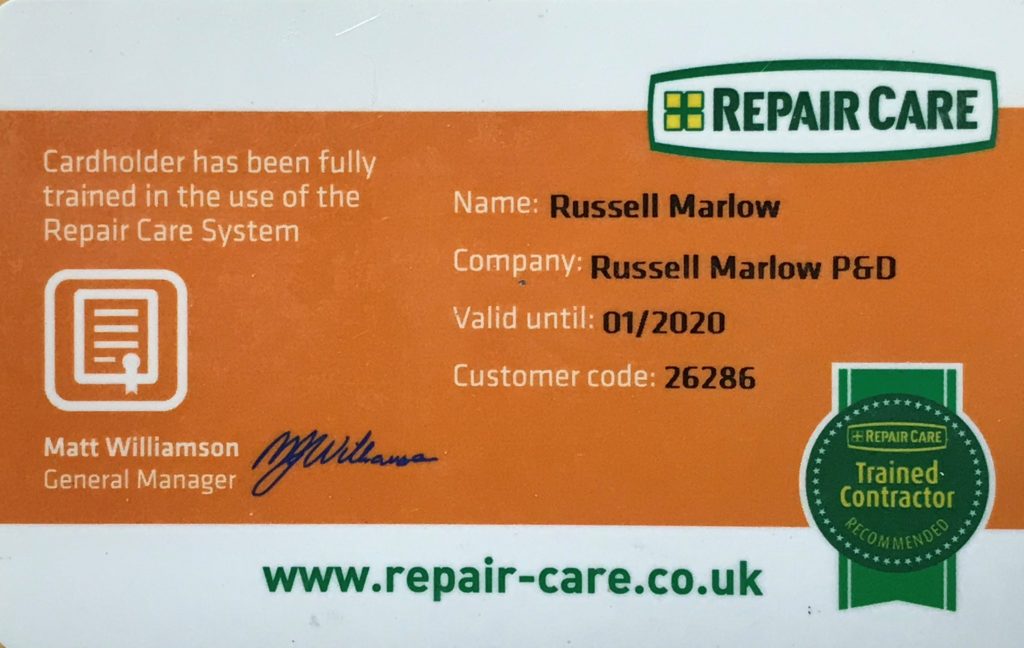 REPAIR CARE
Cardholder has been fully
trained in the use of the
Repair Care System
Name: Russell Marlow
Company: Russell Marlow P&D
Valid until: 01/2020
Customer code: 26286
Matt Williamson
General Manager
MJWilliamson
REPAIR CARE
Trained
Contractor
RECOMMENDED
www.repair-care.co.uk